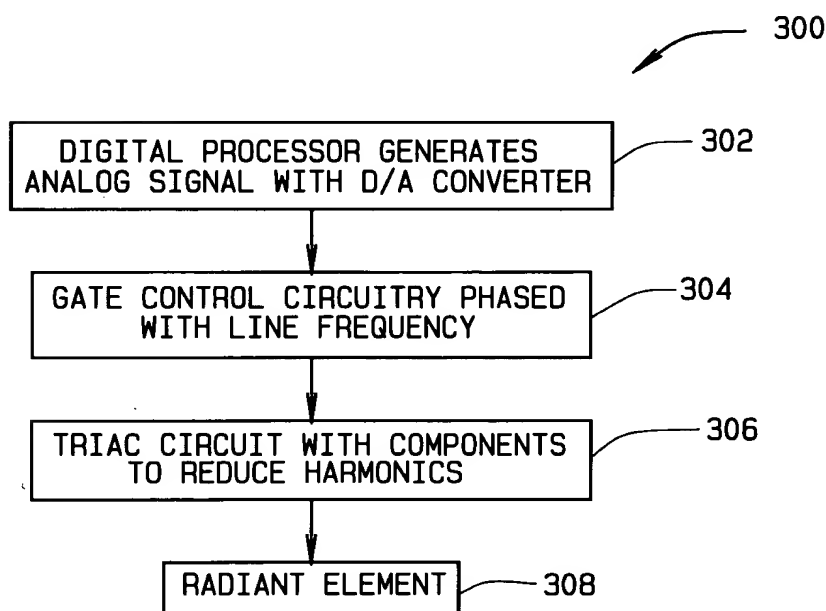 300
DIGITAL PROCESSOR GENERATES
ANALOG SIGNAL WITH D/A CONVERTER
302
GATE CONTROL CIRCUITRY PHASED
WITH LINE FREQUENCY
304
TRIAC CIRCUIT WITH COMPONENTS
TO REDUCE HARMONICS
306
RADIANT ELEMENT
308